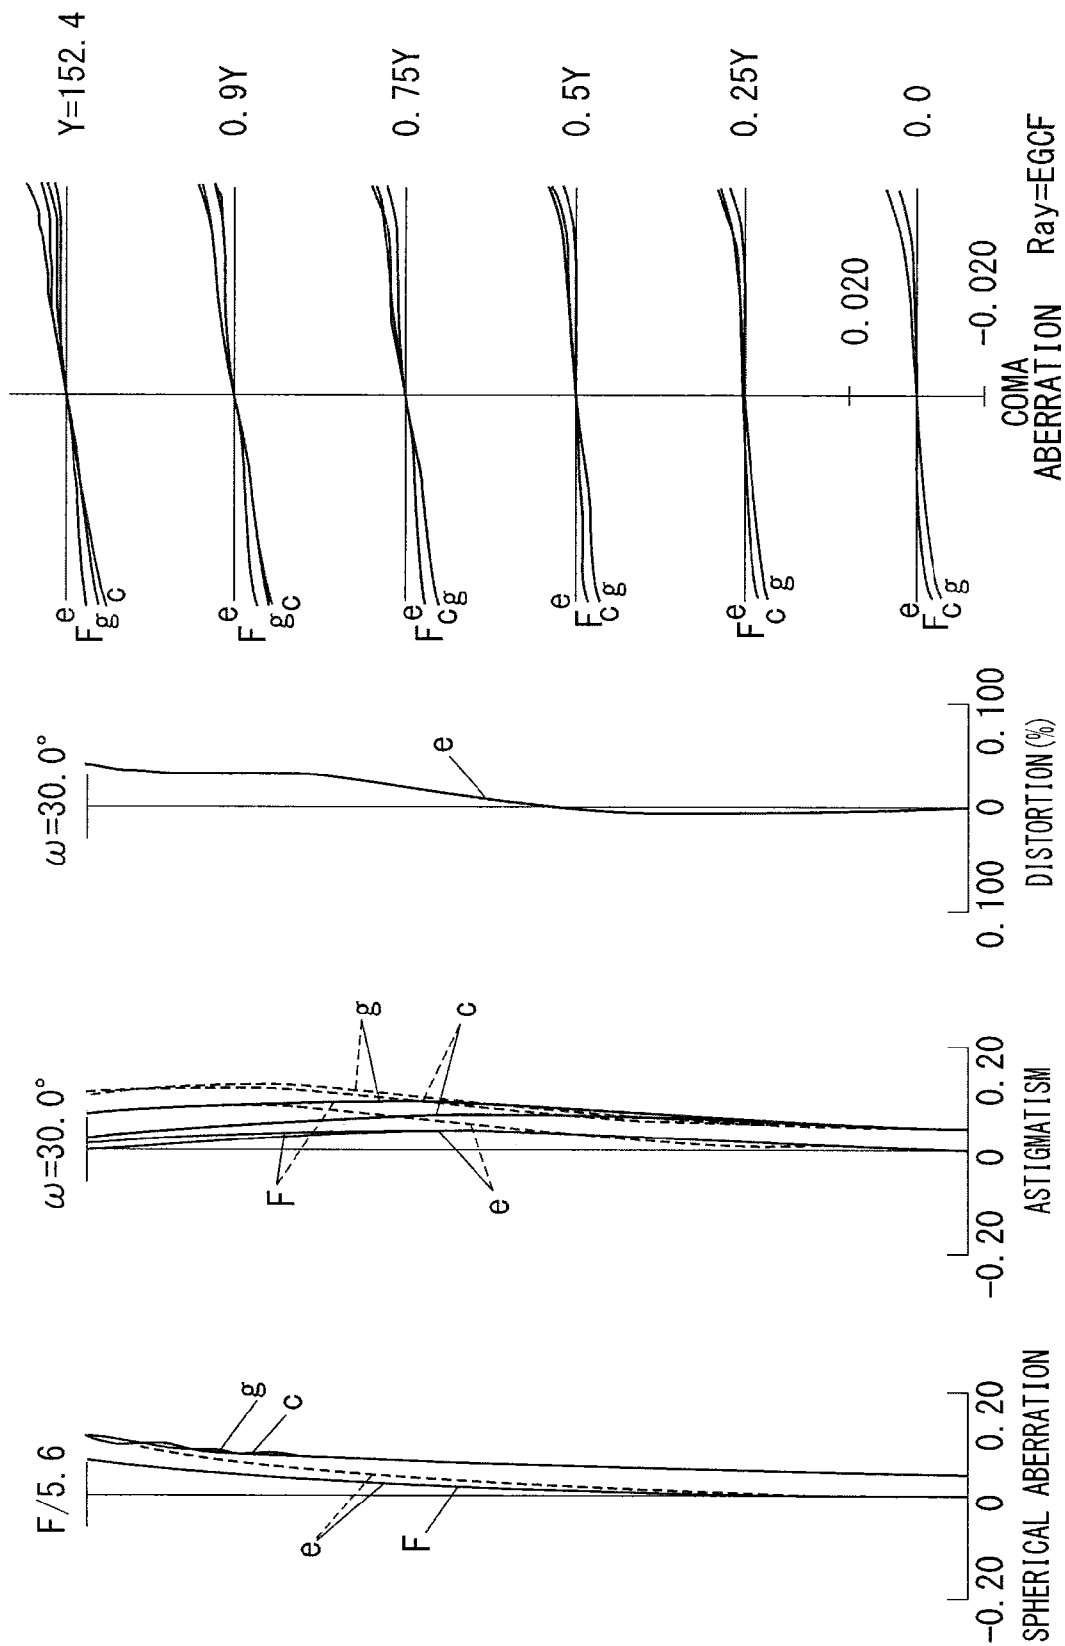 F/5.6
g
c
e
F
-0.20
0
0.20
SPHERICAL ABERRATION
ω=30.0°
g
c
F
e
-0.20
0
0.20
ASTIGMATISM
ω=30.0°
e
0.100
0
0.100
DISTORTION(%)
Y=152.4
e
F
g
c
0.9Y
e
F
g
c
0.75Y
e
F
c
g
0.5Y
e
F
c
g
0.25Y
e
F
c
g
0.0
e
F
c
g
0.020
-0.020
COMA
ABERRATION Ray=EGCF